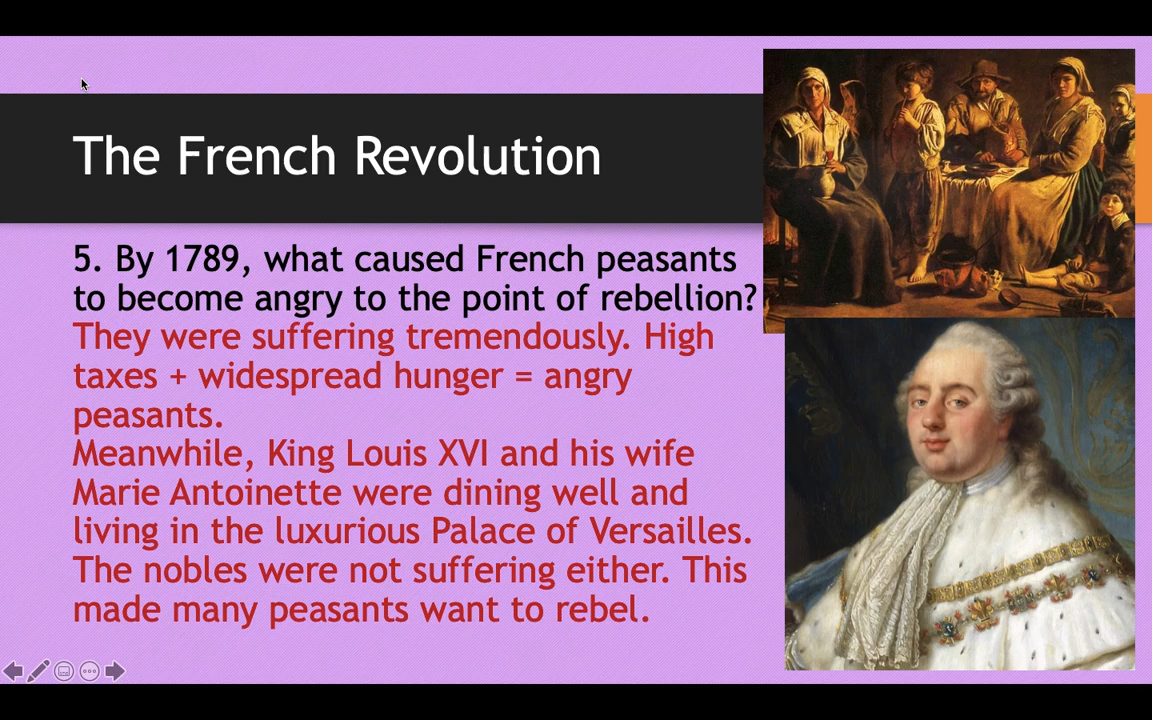 The French Revolution
5. By 1789, what caused French peasants
to become angry to the point of rebellion?
They were suffering tremendously. High
taxes + widespread hunger = angry
peasants.
Meanwhile, King Louis XVI and his wife
Marie Antoinette were dining well and
living in the luxurious Palace of Versailles.
The nobles were not suffering either. This
made many peasants want to rebel.